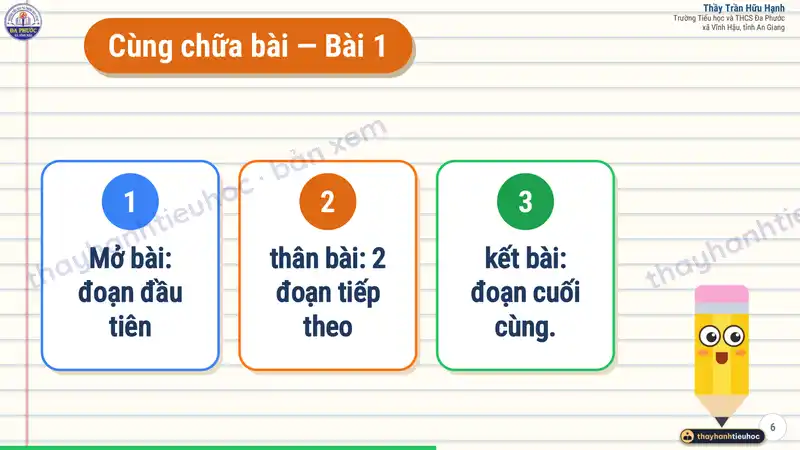 Thầy Trần Hữu Hạnh
Trường Tiểu học và THCS Đa Phước
xã Vĩnh Hậu, tỉnh An Giang
ĐA PHƯỚC
Cùng chữa bài – Bài 1
1
Mở bài:
đoạn đầu
tiên
2
thân bài: 2
đoạn tiếp
theo
3
kết bài:
đoạn cuối
cùng.
thayhanhtieuhoc · bản xem
thayhanhtieuhoc
6